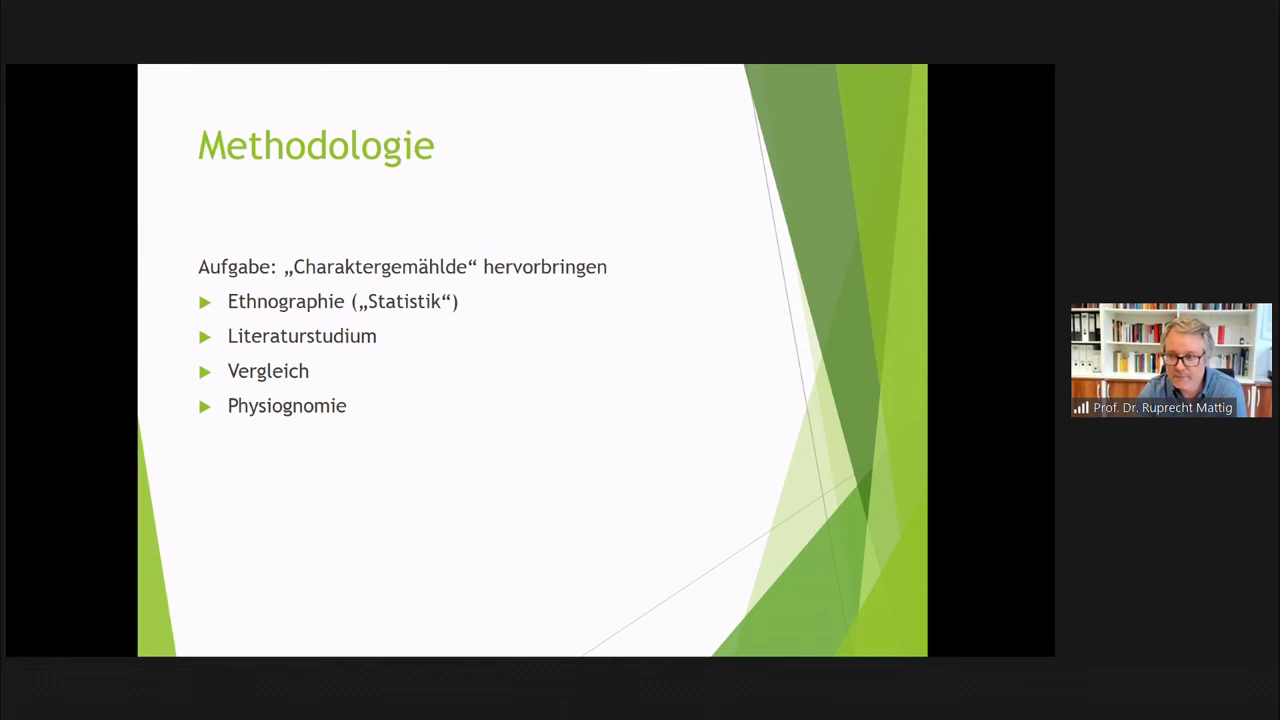 Methodologie
Aufgabe: „Charaktergemählde“ hervorbringen
Ethnographie („Statistik“)
Literaturstudium
Vergleich
Physiognomie
Prof. Dr. Ruprecht Mattig